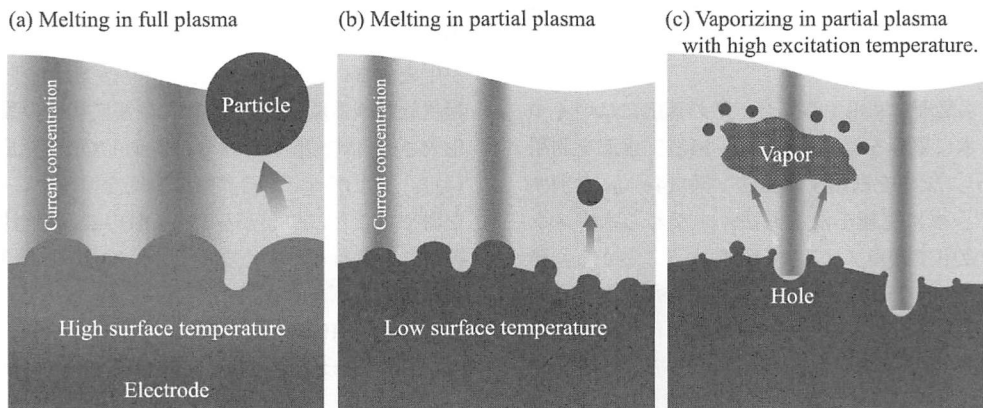 (a) Melting in full plasma
Current concentration
Particle
High surface temperature
Electrode
(b) Melting in partial plasma
Current concentration
Low surface temperature
(c) Vaporizing in partial plasma
with high excitation temperature.
Vapor
Hole